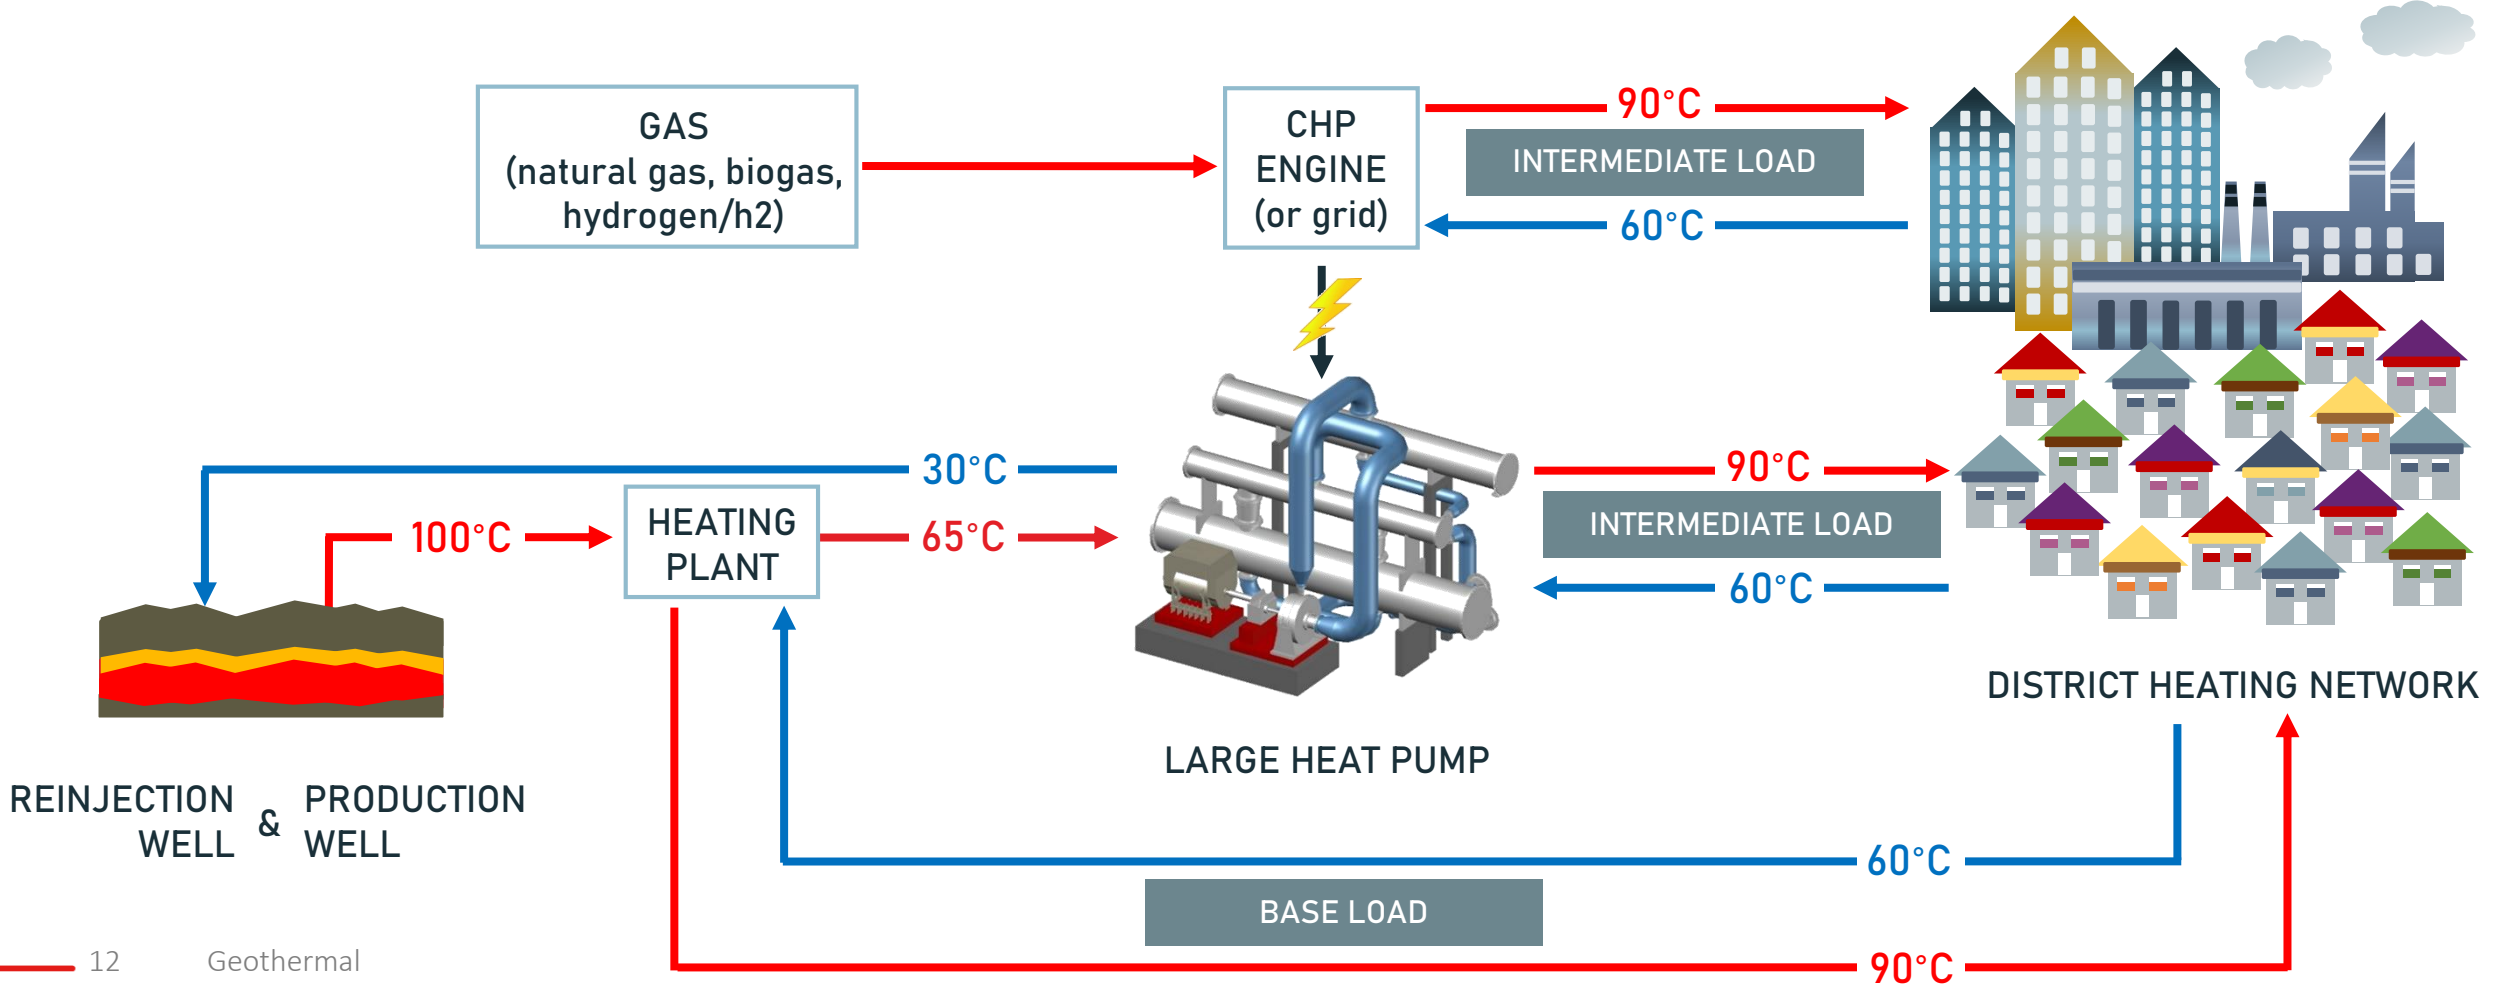 GAS
(natural gas, biogas,
hydrogen/h2)
CHP
ENGINE
(or grid)
90°C
INTERMEDIATE LOAD
60°C
30°C
100°C
HEATING
PLANT
65°C
90°C
INTERMEDIATE LOAD
60°C
DISTRICT HEATING NETWORK
LARGE HEAT PUMP
REINJECTION
WELL
&
PRODUCTION
WELL
60°C
BASE LOAD
90°C
12 Geothermal